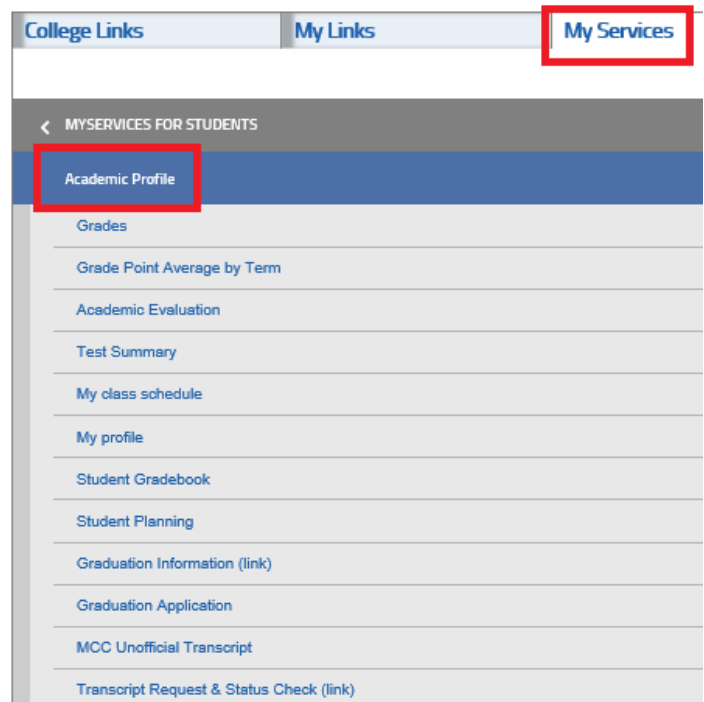 College Links My Links My Services
MYSERVICES FOR STUDENTS
Academic Profile
Grades
Grade Point Average by Term
Academic Evaluation
Test Summary
My class schedule
My profile
Student Gradebook
Student Planning
Graduation Information (link)
Graduation Application
MCC Unofficial Transcript
Transcript Request & Status Check (link)